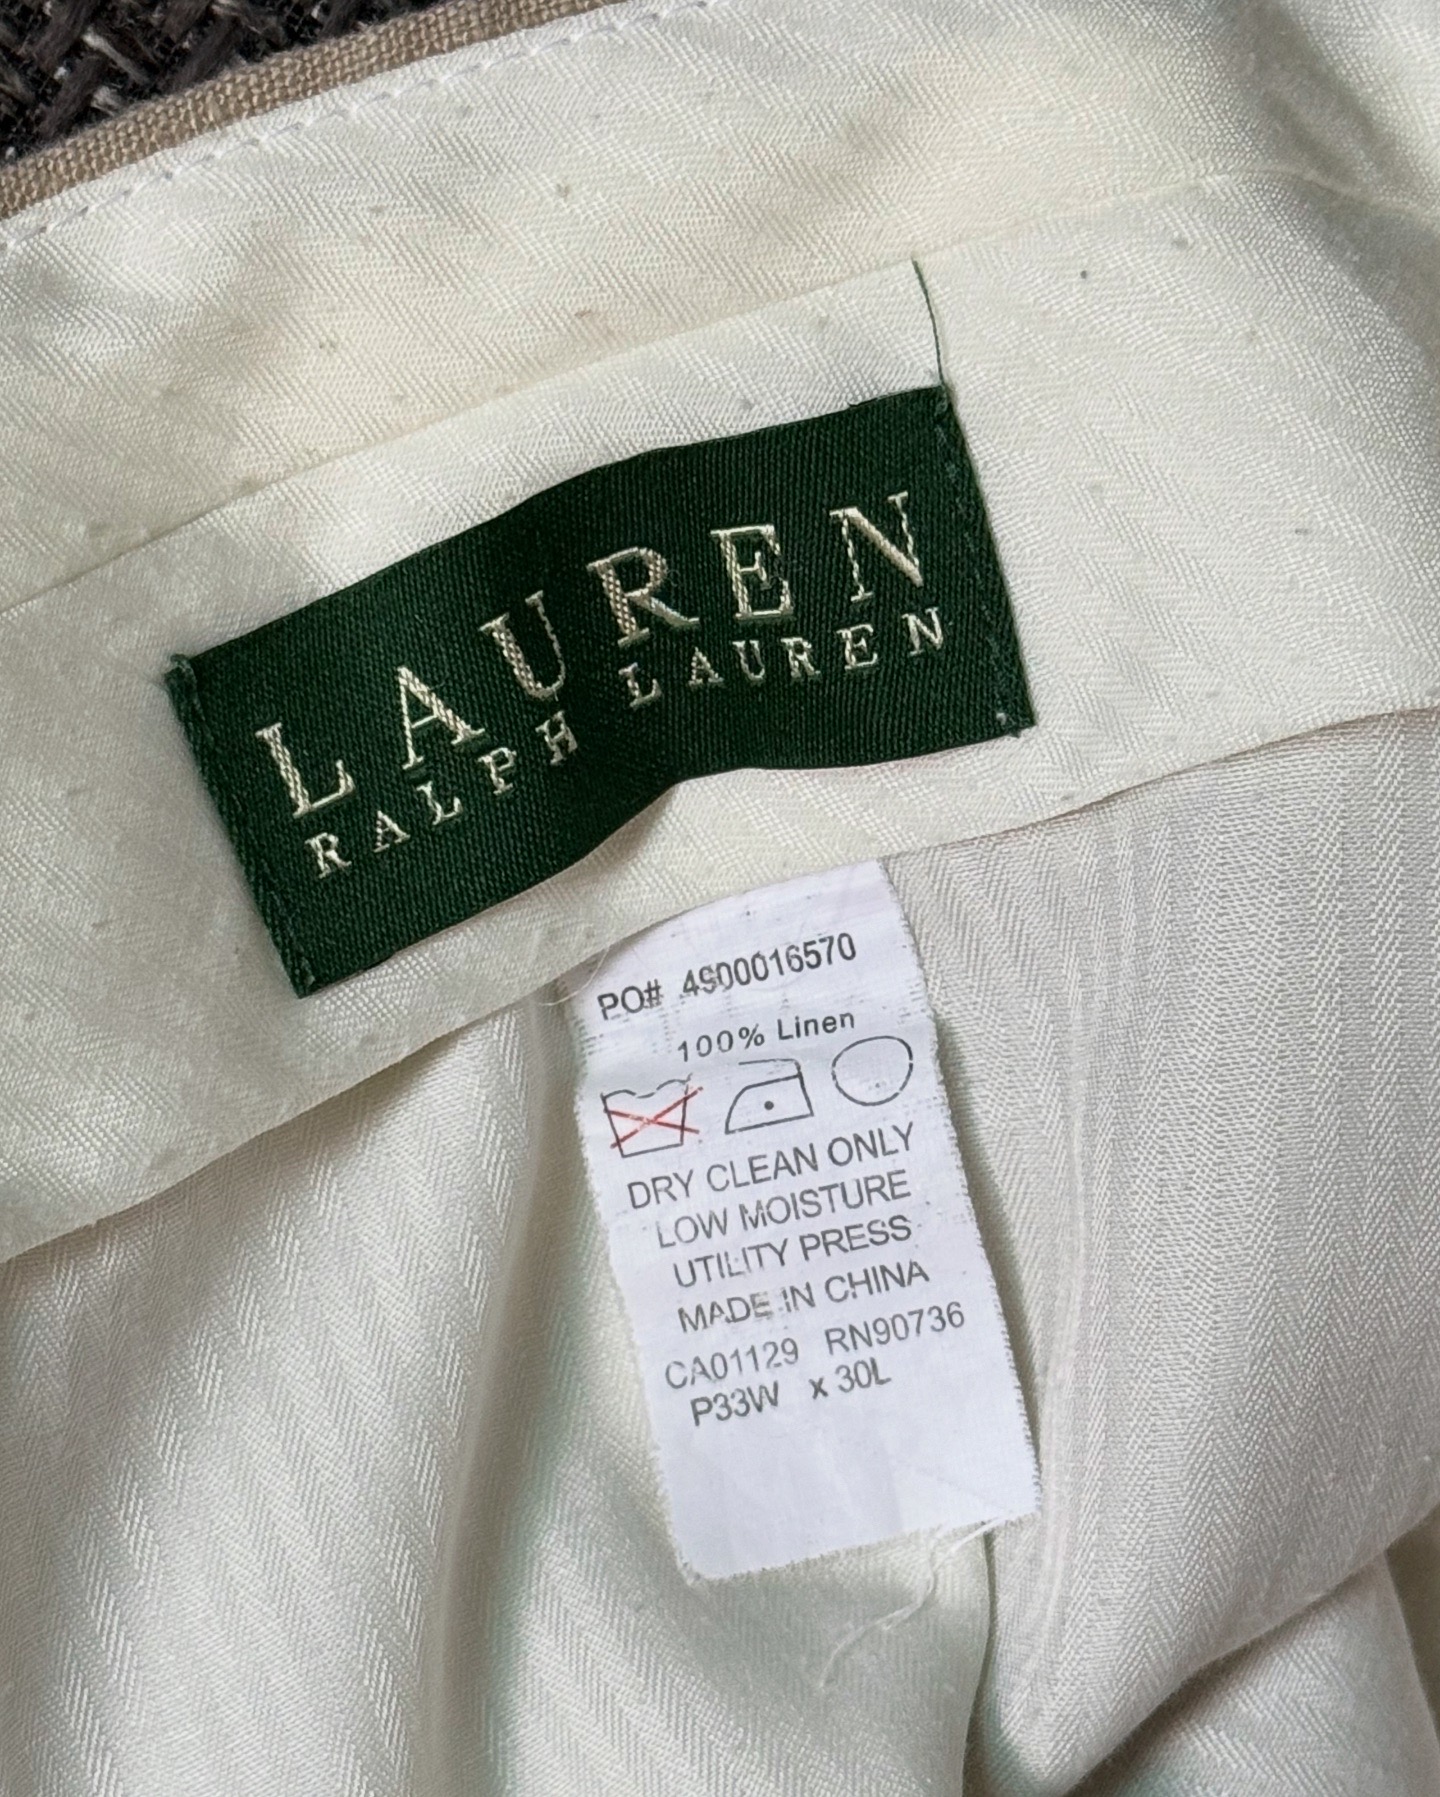 LAUREN
RALPH LAUREN
PO# 4900016570
100% Linen
DRY CLEAN ONLY
LOW MOISTURE
UTILITY PRESS
MADE IN CHINA
CA01129 RN90736
P33W x 30L